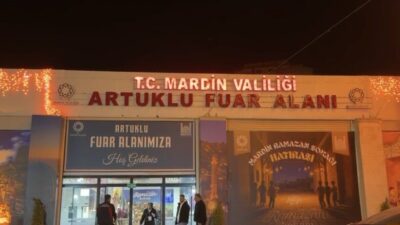 T.C. MARDİN VALİLİĞİ
ARTUKLU FUAR ALANI
ARTUKLU
FUAR ALANIMIZA
Hoş Geldiniz
MARDİN RAMAZAN SOKAĞI
HATIRASI